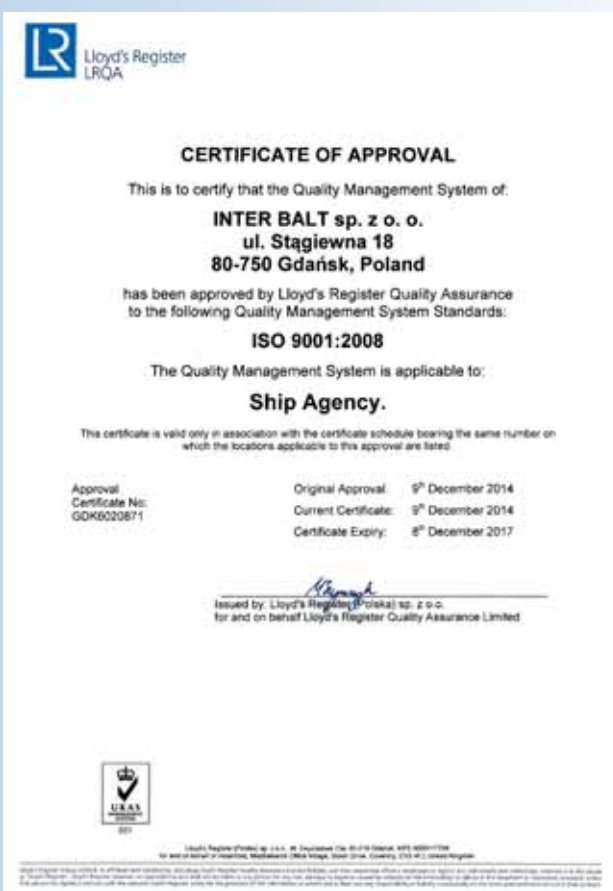 LR
Lloyd's Register
LRQA
CERTIFICATE OF APPROVAL
This is to certify that the Quality Management System of:
INTER BALT sp. z o. o.
ul. Stągiewna 18
80-750 Gdańsk, Poland
has been approved by Lloyd's Register Quality Assurance
to the following Quality Management System Standards:
ISO 9001:2008
The Quality Management System is applicable to:
Ship Agency.
This certificate is valid only in association with the certificate schedule bearing the same number on
which the locations applicable to this approval are listed
Approval
Certificate No:
GDK6020871
Original Approval: 9th December 2014
Current Certificate: 9th December 2014
Certificate Expiry: 8th December 2017
Issued by: Lloyd's Register (Polska) sp. z o.o.
for and on behalf Lloyd's Register Quality Assurance Limited
UKAS
MANAGEMENT
SYSTEMS
001